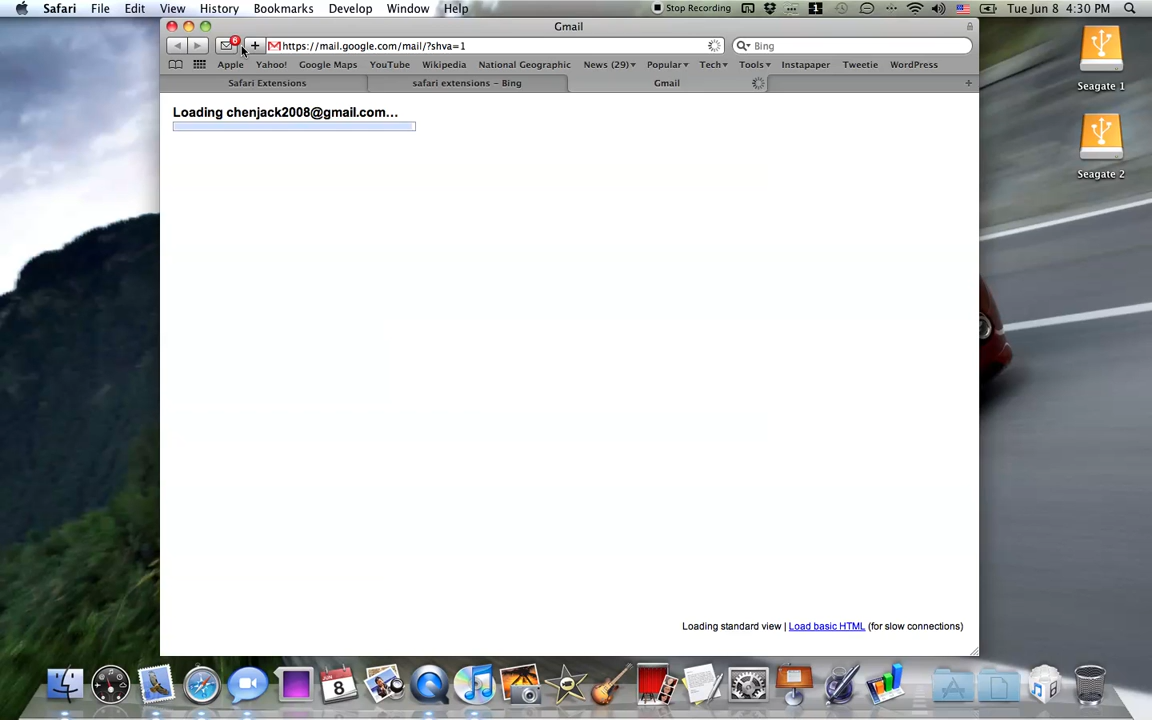 Safari File Edit View History Bookmarks Develop Window Help Stop Recording 1 Tue Jun 8 4:30 PM
Gmail
6 https://mail.google.com/mail/?shva=1 Bing
Apple Yahoo! Google Maps YouTube Wikipedia National Geographic News (29) Popular Tech Tools Instapaper Tweetie WordPress
Safari Extensions safari extensions – Bing Gmail
Seagate 1
Loading chenjack2008@gmail.com...
Seagate 2
Loading standard view | Load basic HTML (for slow connections)
JUN
8